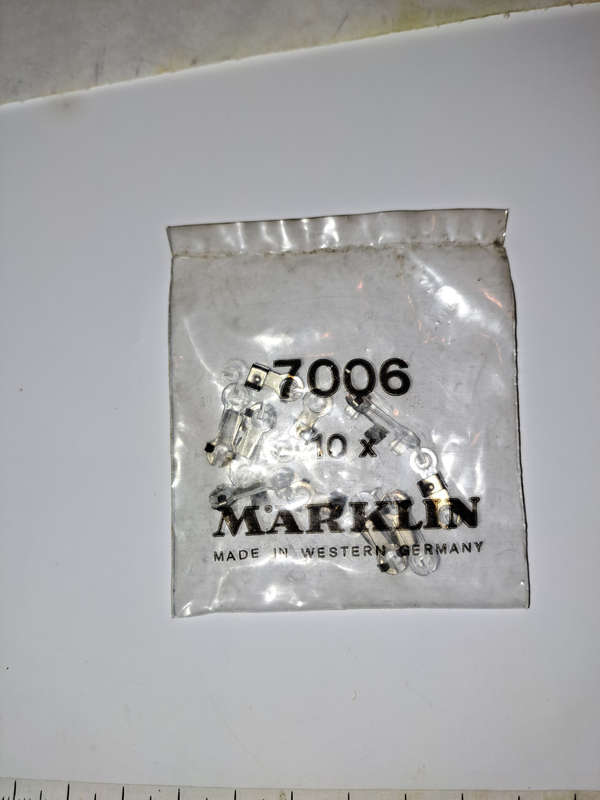 7006
10 x
MÄRKLIN
MADE IN WESTERN GERMANY